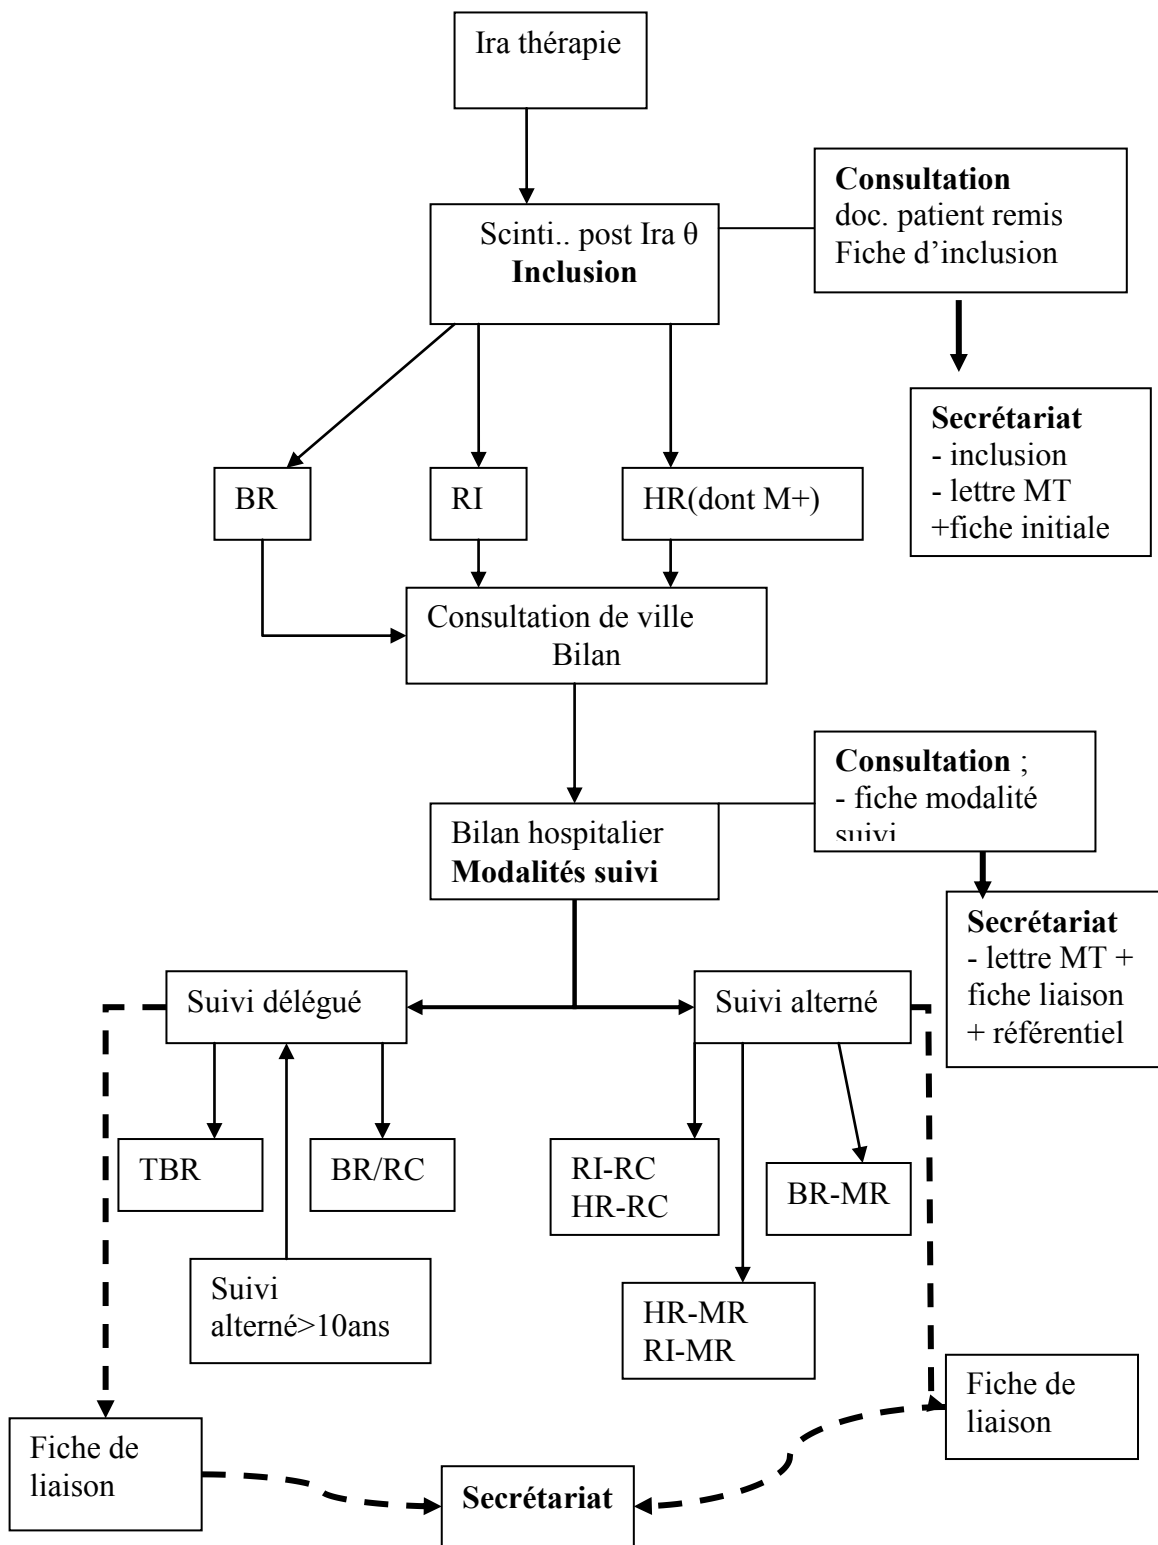 Ira thérapie
Consultation
doc. patient remis
Fiche d’inclusion
Scinti.. post Ira θ
Inclusion
Secrétariat
- inclusion
- lettre MT
+fiche initiale
BR
RI
HR(dont M+)
Consultation de ville
Bilan
Consultation ;
- fiche modalité
suivi
Bilan hospitalier
Modalités suivi
Secrétariat
- lettre MT +
fiche liaison
+ référentiel
Suivi délégué
Suivi alterné
TBR
BR/RC
RI-RC
HR-RC
BR-MR
Suivi
alterné>10ans
HR-MR
RI-MR
Fiche de
liaison
Fiche de
liaison
Secrétariat